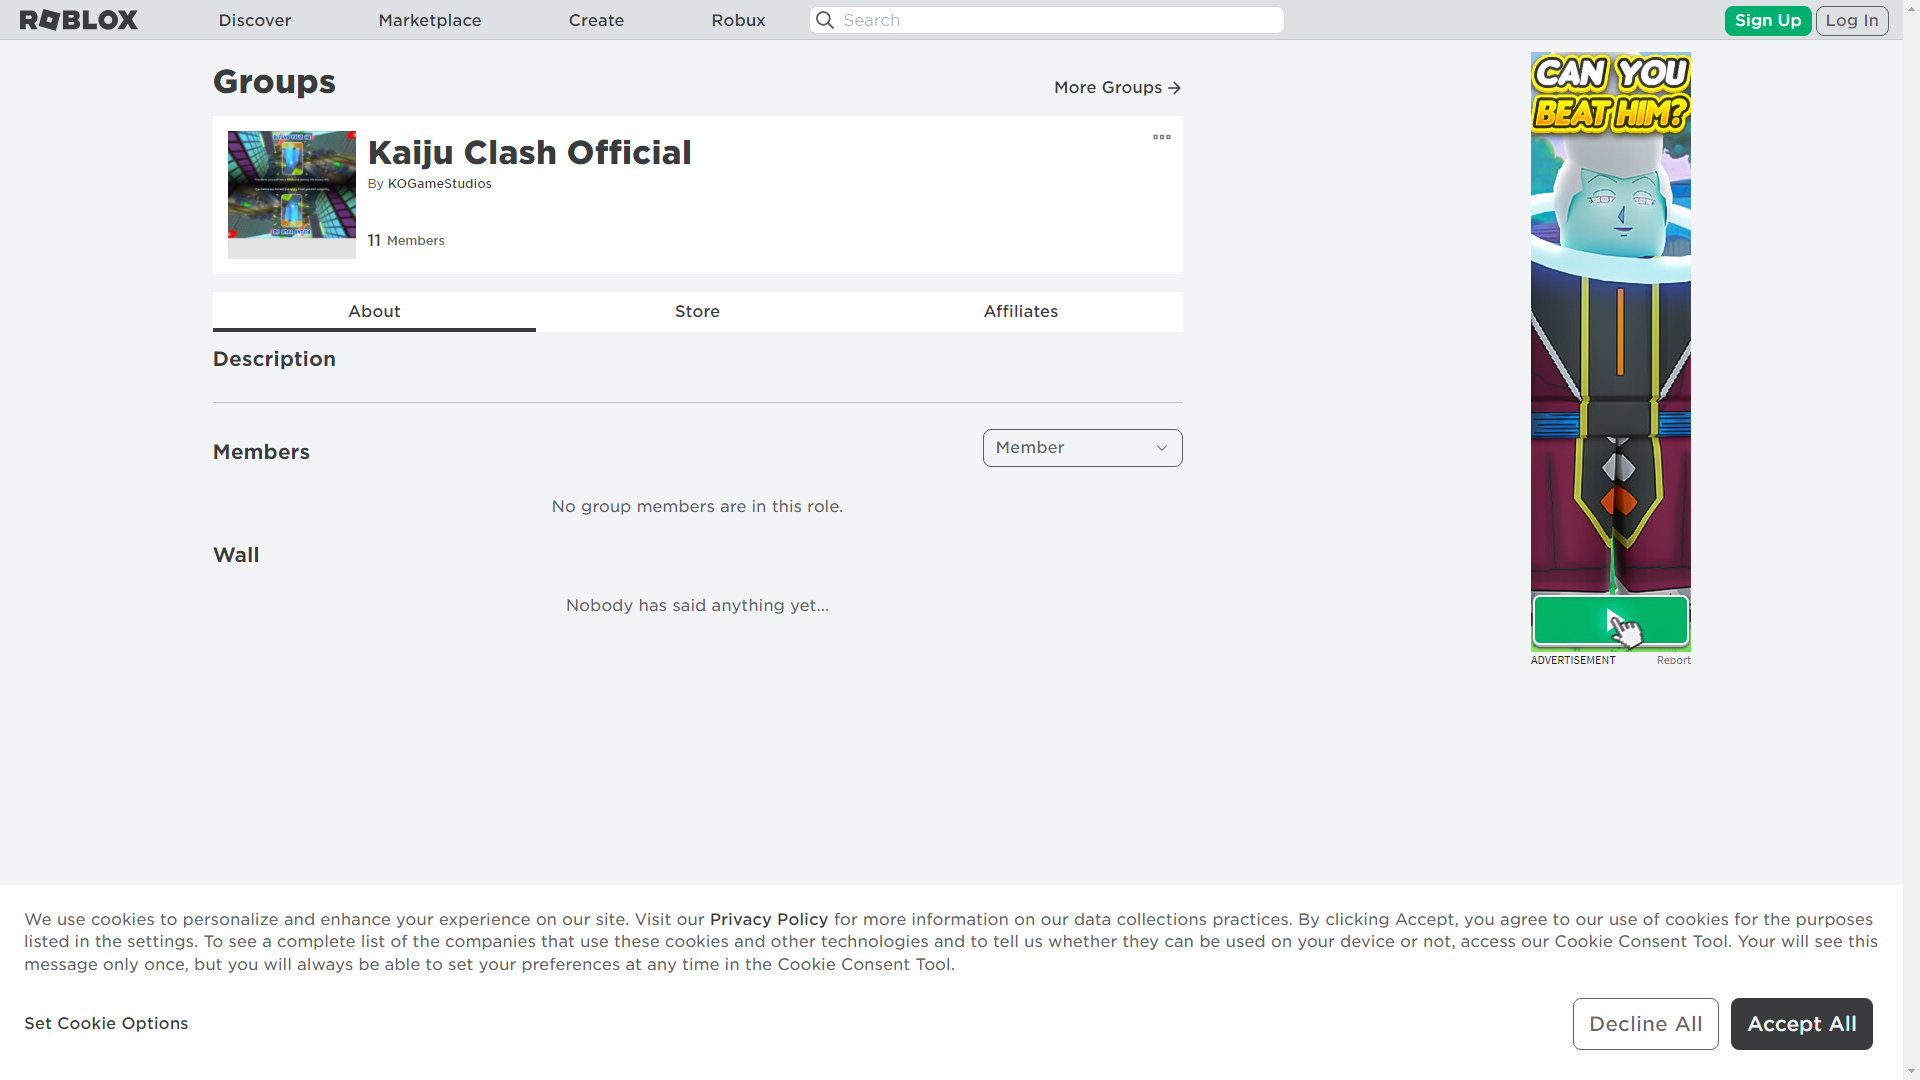 ROBLOX
Discover
Marketplace
Create
Robux
Search
Sign Up
Log In
Groups
More Groups
Kaiju Clash Official
By KOGameStudios
11 Members
About
Store
Affiliates
Description
Members
Member
No group members are in this role.
Wall
Nobody has said anything yet...
CAN YOU
BEAT HIM?
ADVERTISEMENT
Report
We use cookies to personalize and enhance your experience on our site. Visit our Privacy Policy for more information on our data collections practices. By clicking Accept, you agree to our use of cookies for the purposes
listed in the settings. To see a complete list of the companies that use these cookies and other technologies and to tell us whether they can be used on your device or not, access our Cookie Consent Tool. Your will see this
message only once, but you will always be able to set your preferences at any time in the Cookie Consent Tool.
Set Cookie Options
Decline All
Accept All